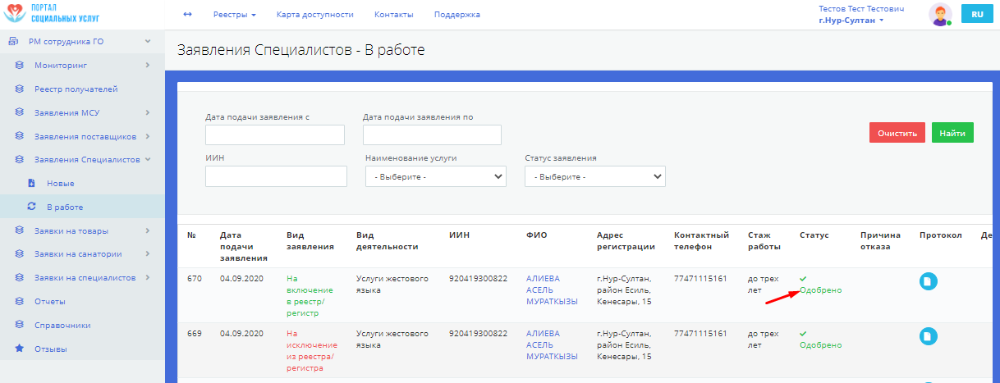 ПОРТАЛ
СОЦИАЛЬНЫХ УСЛУГ
Реестры
Карта доступности
Контакты
Поддержка
Тестов Тест Тестович
г.Нур-Султан
RU
РМ сотрудника ГО
Мониторинг
Реестр получателей
Заявления МСУ
Заявления поставщиков
Заявления Специалистов
Новые
В работе
Заявки на товары
Заявки на санатории
Заявки на специалистов
Отчеты
Справочники
Отзывы
Заявления Специалистов - В работе
Дата подачи заявления с
Дата подачи заявления по
Очистить
Найти
ИИН
Наименование услуги
Статус заявления
- Выберите -
- Выберите -
№
Дата подачи заявления
Вид заявления
Вид деятельности
ИИН
ФИО
Адрес регистрации
Контактный телефон
Стаж работы
Статус
Причина отказа
Протокол
Де
670
04.09.2020
На включение в реестр/регистр
Услуги жестового языка
920419300822
АЛИЕВА АСЕЛЬ МУРАТКЫЗЫ
г.Нур-Султан, район Есиль, Кенесары, 15
77471115161
до трех лет
Одобрено
669
04.09.2020
На исключение из реестра/регистра
Услуги жестового языка
920419300822
АЛИЕВА АСЕЛЬ МУРАТКЫЗЫ
г.Нур-Султан, район Есиль, Кенесары, 15
77471115161
до трех лет
Одобрено